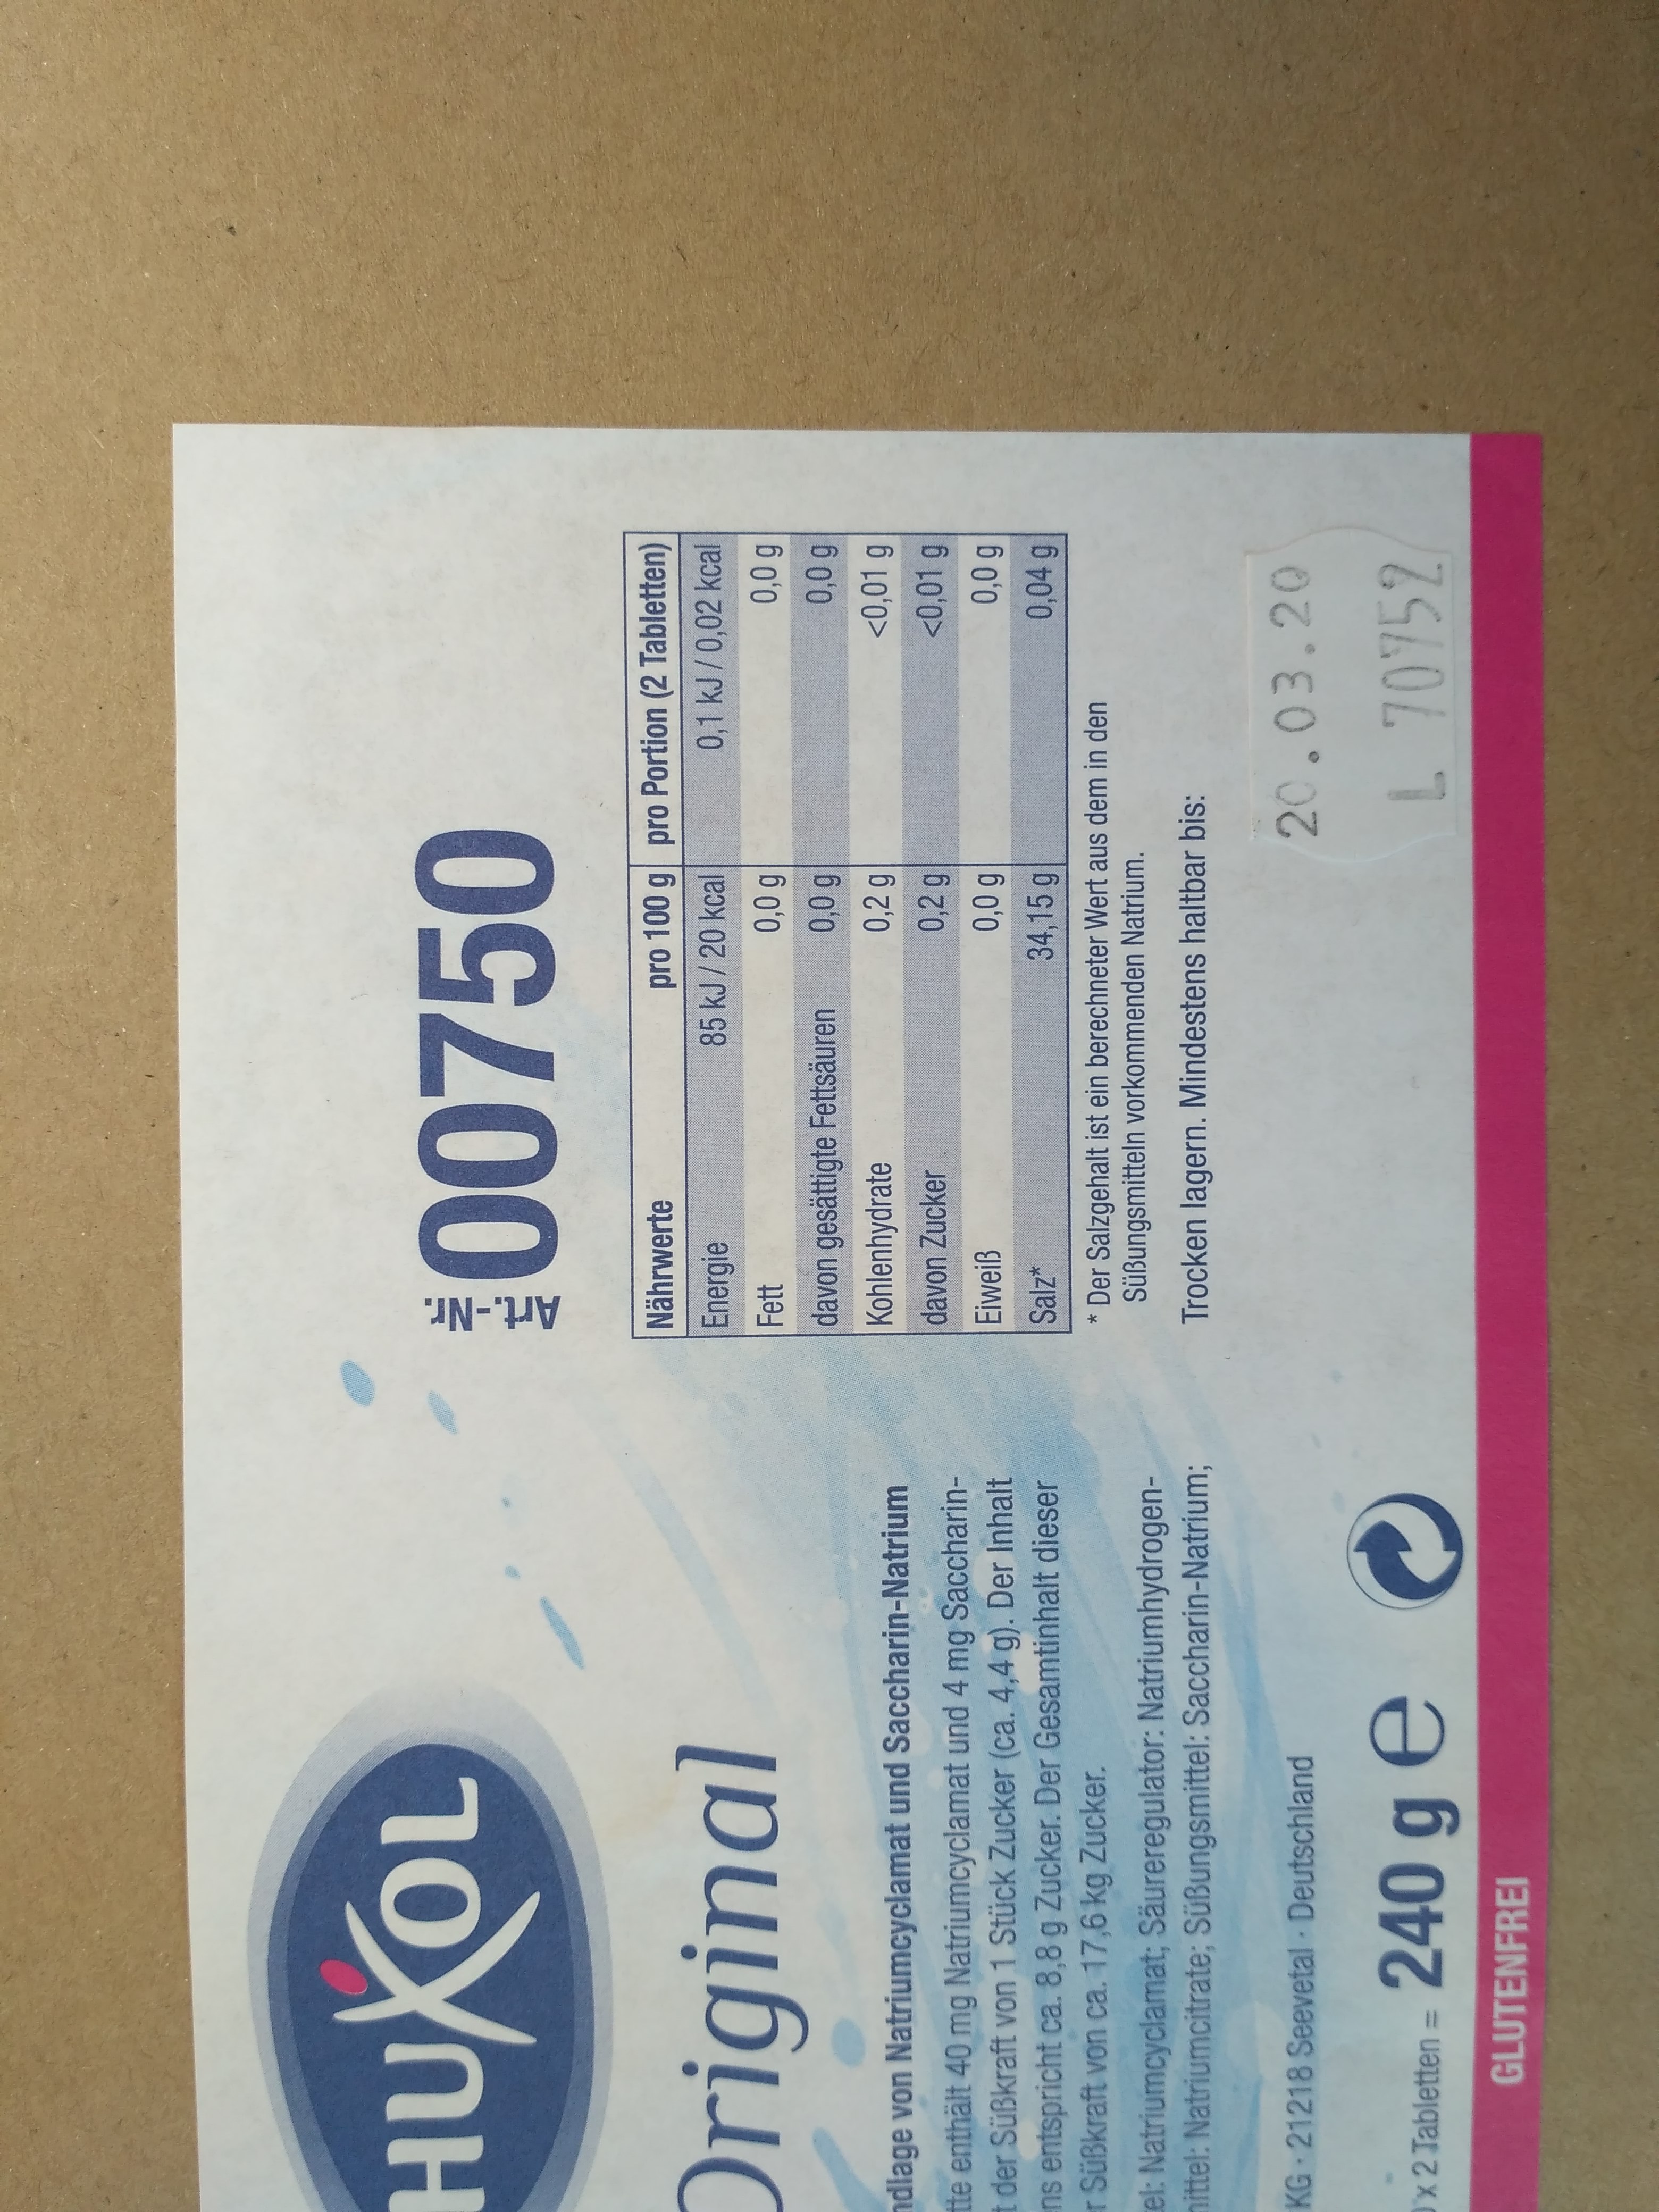 HUXOL
Original
ndlage von Natriumcyclamat und Saccharin-Natrium
tte enthält 40 mg Natriumcyclamat und 4 mg Saccharin-
t der Süßkraft von 1 Stück Zucker (ca. 4,4 g). Der Inhalt
ns entspricht ca. 8,8 g Zucker. Der Gesamtinhalt dieser
r Süßkraft von ca. 17,6 kg Zucker.
tel: Natriumcyclamat; Säureregulator: Natriumhydrogen-
mittel: Natriumcitrate; Süßungsmittel: Saccharin-Natrium;
KG · 21218 Seevetal · Deutschland
x 2 Tabletten = 240 g e
Art.-Nr. 00750
Nährwerte pro 100 g pro Portion (2 Tabletten)
Energie 85 kJ / 20 kcal 0,1 kJ / 0,02 kcal
Fett 0,0 g 0,0 g
davon gesättigte Fettsäuren 0,0 g 0,0 g
Kohlenhydrate 0,2 g <0,01 g
davon Zucker 0,2 g <0,01 g
Eiweiß 0,0 g 0,0 g
Salz* 34,15 g 0,04 g
* Der Salzgehalt ist ein berechneter Wert aus dem in den
Süßungsmitteln vorkommenden Natrium.
Trocken lagern. Mindestens haltbar bis:
20.03.20
L 70752
GLUTENFREI